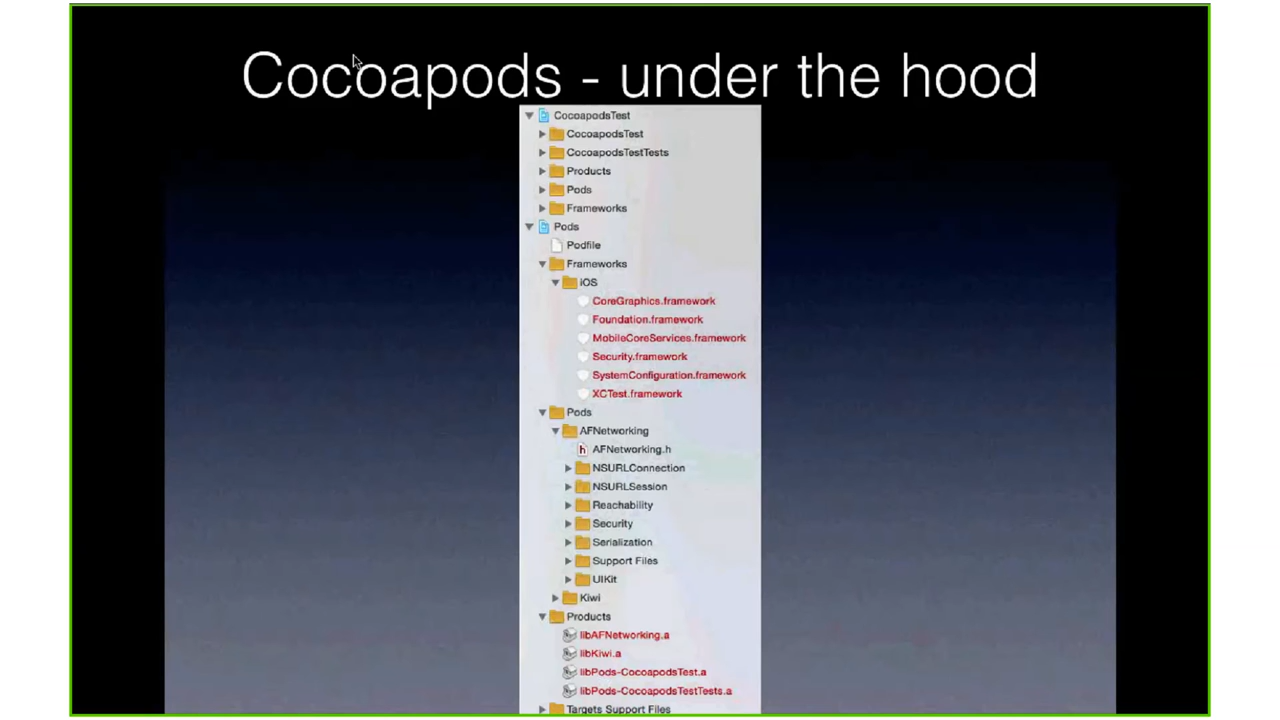 Cocoapods - under the hood
CocoapodsTest
CocoapodsTest
CocoapodsTestTests
Products
Pods
Frameworks
Pods
Podfile
Frameworks
iOS
CoreGraphics.framework
Foundation.framework
MobileCoreServices.framework
Security.framework
SystemConfiguration.framework
XCTest.framework
Pods
AFNetworking
h AFNetworking.h
NSURLConnection
NSURLSession
Reachability
Security
Serialization
Support Files
UIKit
Kiwi
Products
libAFNetworking.a
libKiwi.a
libPods-CocoapodsTest.a
libPods-CocoapodsTestTests.a
Targets Support Files